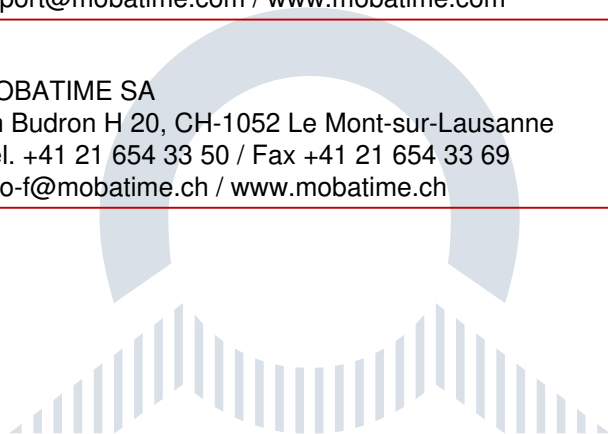 port@mobatime.com / www.mobatime.com
OBATIME SA
n Budron H 20, CH-1052 Le Mont-sur-Lausanne
el. +41 21 654 33 50 / Fax +41 21 654 33 69
o-f@mobatime.ch / www.mobatime.ch